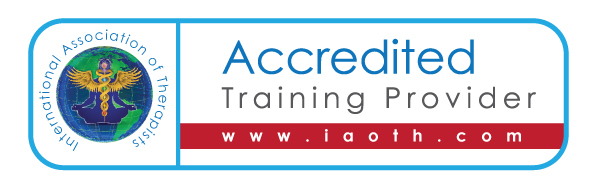 International Association of Therapists
Accredited
Training Provider
www.iaoth.com